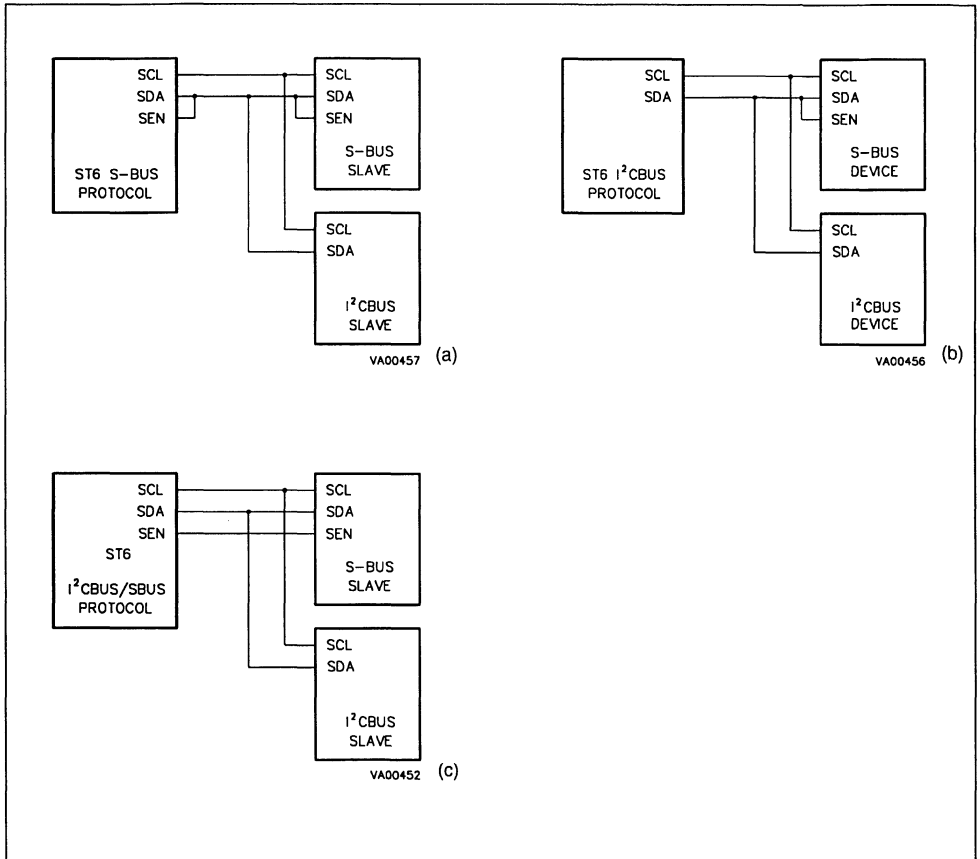 SCL
SDA
SEN
ST6 S-BUS
PROTOCOL
SCL
SDA
SEN
S-BUS
SLAVE
SCL
SDA
I²CBUS
SLAVE
VA00457 (a)
SCL
SDA
ST6 I²CBUS
PROTOCOL
SCL
SDA
SEN
S-BUS
DEVICE
SCL
SDA
I²CBUS
DEVICE
VA00456 (b)
SCL
SDA
SEN
ST6
I²CBUS/SBUS
PROTOCOL
SCL
SDA
SEN
S-BUS
SLAVE
SCL
SDA
I²CBUS
SLAVE
VA00452 (c)